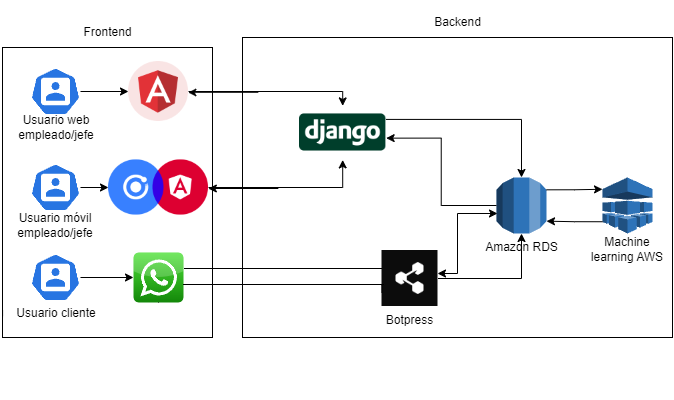 Frontend
Backend
Usuario web
empleado/jefe
django
Usuario móvil
empleado/jefe
Amazon RDS
Machine
learning AWS
Usuario cliente
Botpress